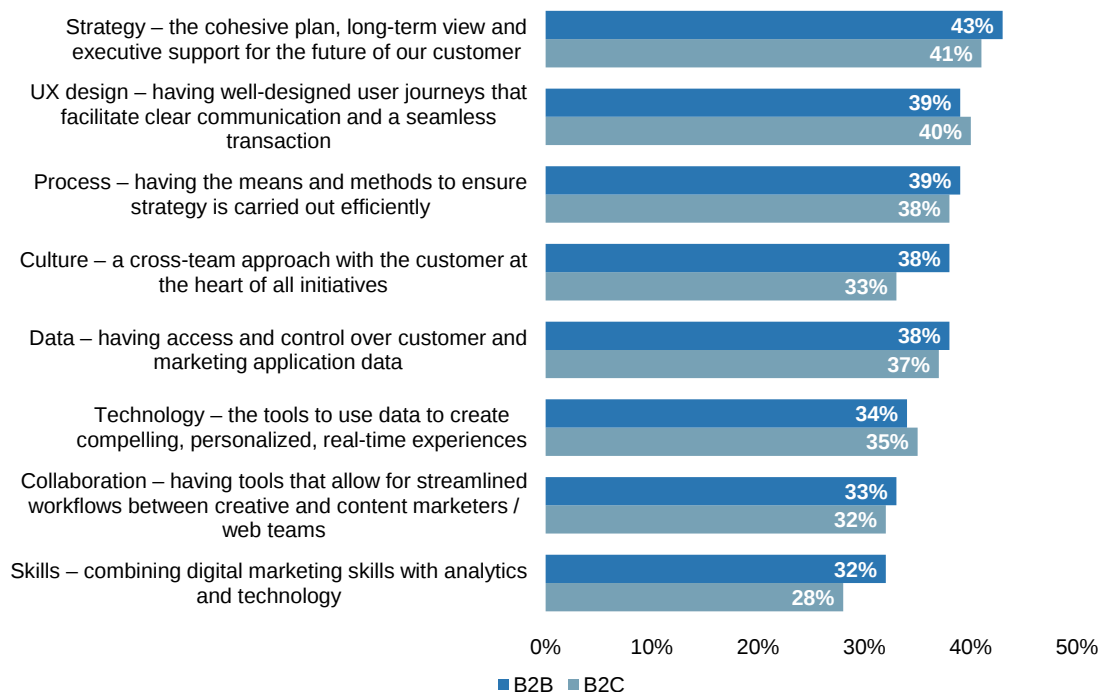 Strategy – the cohesive plan, long-term view and
executive support for the future of our customer
43%
41%
UX design – having well-designed user journeys that
facilitate clear communication and a seamless
transaction
39%
40%
Process – having the means and methods to ensure
strategy is carried out efficiently
39%
38%
Culture – a cross-team approach with the customer at
the heart of all initiatives
38%
33%
Data – having access and control over customer and
marketing application data
38%
37%
Technology – the tools to use data to create
compelling, personalized, real-time experiences
34%
35%
Collaboration – having tools that allow for streamlined
workflows between creative and content marketers /
web teams
33%
32%
Skills – combining digital marketing skills with analytics
and technology
32%
28%
0% 10% 20% 30% 40% 50%
B2B B2C